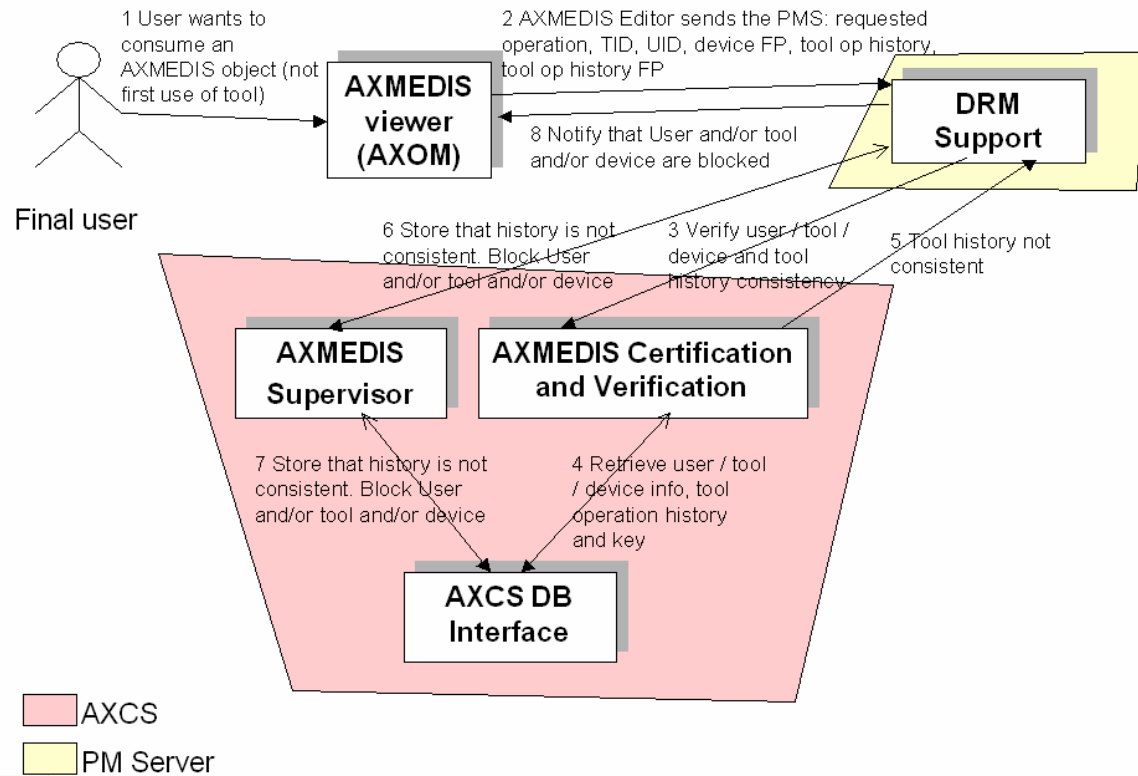 1 User wants to
consume an
AXMEDIS object (not
first use of tool)
2 AXMEDIS Editor sends the PMS: requested
operation, TID, UID, device FP, tool op history,
tool op history FP
AXMEDIS
viewer
(AXOM)
DRM
Support
8 Notify that User and/or tool
and/or device are blocked
Final user
6 Store that history is not
consistent. Block User
and/or tool and/or device
3 Verify user / tool /
device and tool
history consistency
5 Tool history not
consistent
AXMEDIS
Supervisor
AXMEDIS Certification
and Verification
7 Store that history is not
consistent. Block User
and/or tool and/or device
4 Retrieve user / tool
/ device info, tool
operation history
and key
AXCS DB
Interface
AXCS
PM Server